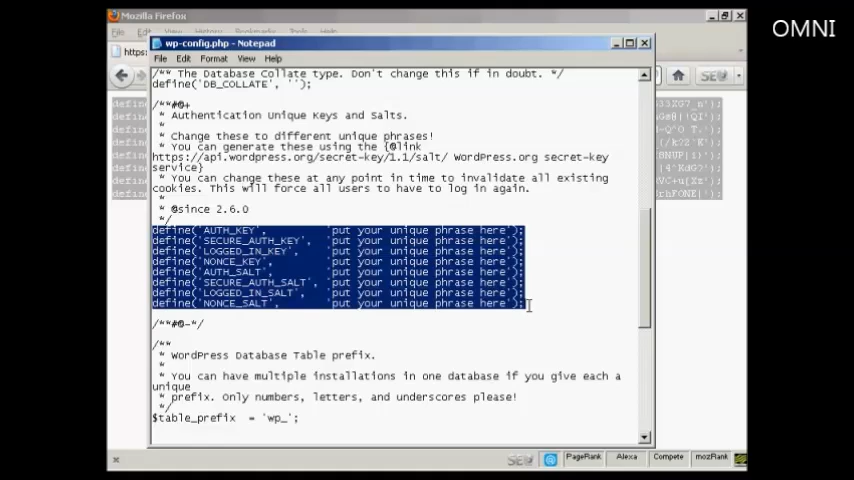 Mozilla Firefox
OMNI
wp-config.php - Notepad
File Edit Format View Help
https:
/** The Database Collate type. Don't change this if in doubt. */
define('DB_COLLATE', '');
/**#@+
* Authentication Unique Keys and Salts.
*
* Change these to different unique phrases!
* You can generate these using the {@link
https://api.wordpress.org/secret-key/1.1/salt/ WordPress.org secret-key
service}
* You can change these at any point in time to invalidate all existing
cookies. This will force all users to have to log in again.
*
* @since 2.6.0
*/
define('AUTH_KEY', 'put your unique phrase here');
define('SECURE_AUTH_KEY', 'put your unique phrase here');
define('LOGGED_IN_KEY', 'put your unique phrase here');
define('NONCE_KEY', 'put your unique phrase here');
define('AUTH_SALT', 'put your unique phrase here');
define('SECURE_AUTH_SALT', 'put your unique phrase here');
define('LOGGED_IN_SALT', 'put your unique phrase here');
define('NONCE_SALT', 'put your unique phrase here');
/**#@-*/
/**
* WordPress Database Table prefix.
*
* You can have multiple installations in one database if you give each a
unique
* prefix. Only numbers, letters, and underscores please!
*/
$table_prefix = 'wp_';
PageRank Alexa Compete mozRank